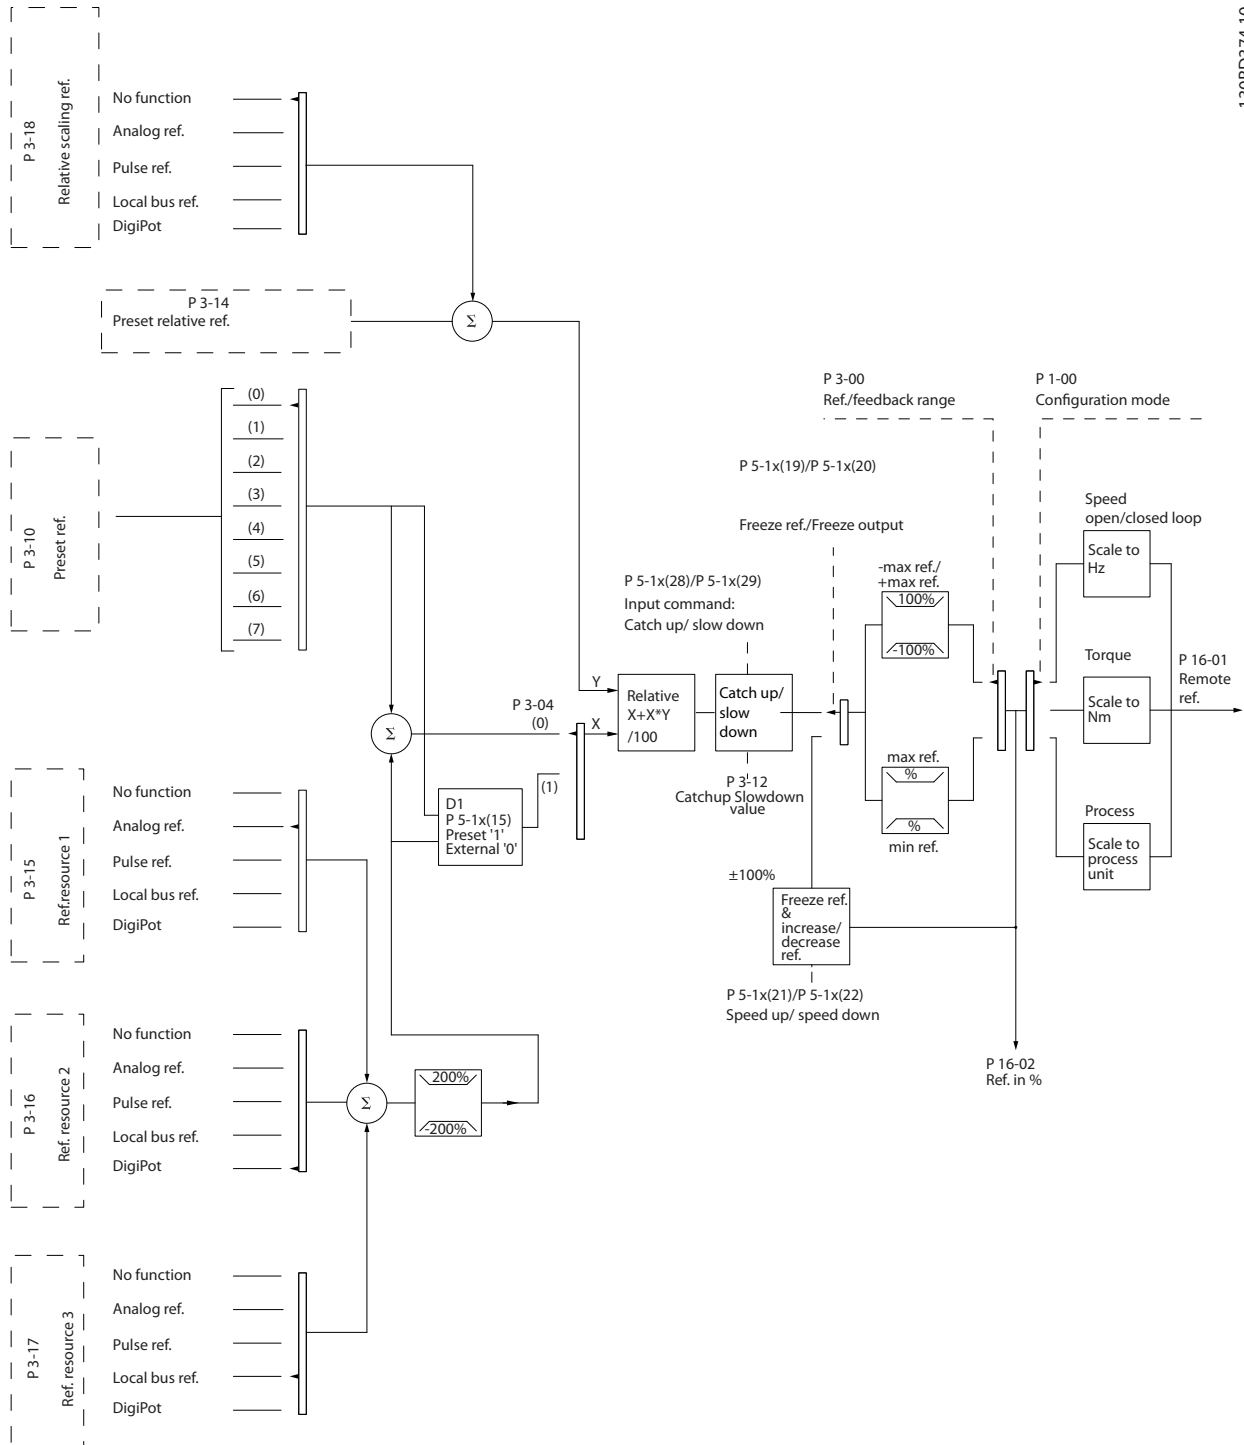 130BD374.10
P 3-18
Relative scaling ref.
No function
Analog ref.
Pulse ref.
Local bus ref.
DigiPot
P 3-14
Preset relative ref.
Σ
P 3-10
Preset ref.
(0)
(1)
(2)
(3)
(4)
(5)
(6)
(7)
P 3-00
Ref./feedback range
P 1-00
Configuration mode
P 5-1x(19)/P 5-1x(20)
Freeze ref./Freeze output
P 5-1x(28)/P 5-1x(29)
Input command:
Catch up/ slow down
-max ref./
+max ref.
100%
-100%
Speed
open/closed loop
Scale to
Hz
Torque
Scale to
Nm
P 16-01
Remote
ref.
Y
X
Relative
X+X*Y
/100
Catch up/
slow
down
P 3-12
Catchup Slowdown
value
P 3-04
(0)
(1)
Σ
D1
P 5-1x(15)
Preset '1'
External '0'
max ref.
%
%
min ref.
Process
Scale to
process
unit
±100%
Freeze ref.
&
increase/
decrease
ref.
P 5-1x(21)/P 5-1x(22)
Speed up/ speed down
P 16-02
Ref. in %
P 3-15
Ref.resource 1
No function
Analog ref.
Pulse ref.
Local bus ref.
DigiPot
P 3-16
Ref. resource 2
No function
Analog ref.
Pulse ref.
Local bus ref.
DigiPot
Σ
200%
-200%
P 3-17
Ref. resource 3
No function
Analog ref.
Pulse ref.
Local bus ref.
DigiPot